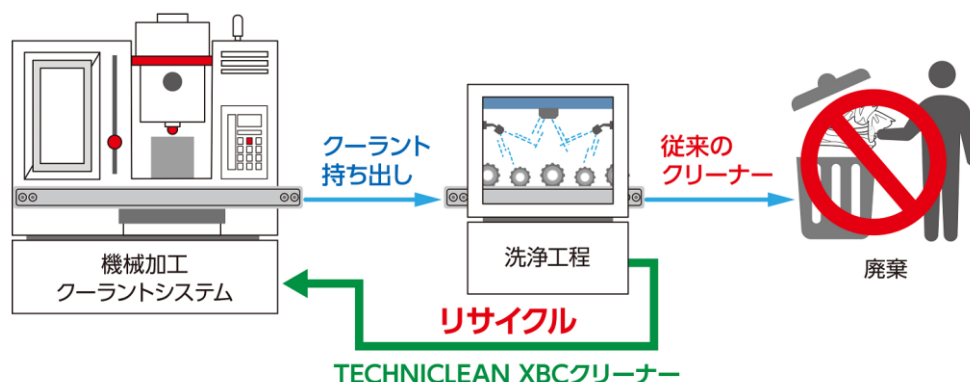 クーラント
持ち出し
従来の
クリーナー
機械加工
クーラントシステム
洗浄工程
廃棄
リサイクル
TECHNICLEAN XBCクリーナー